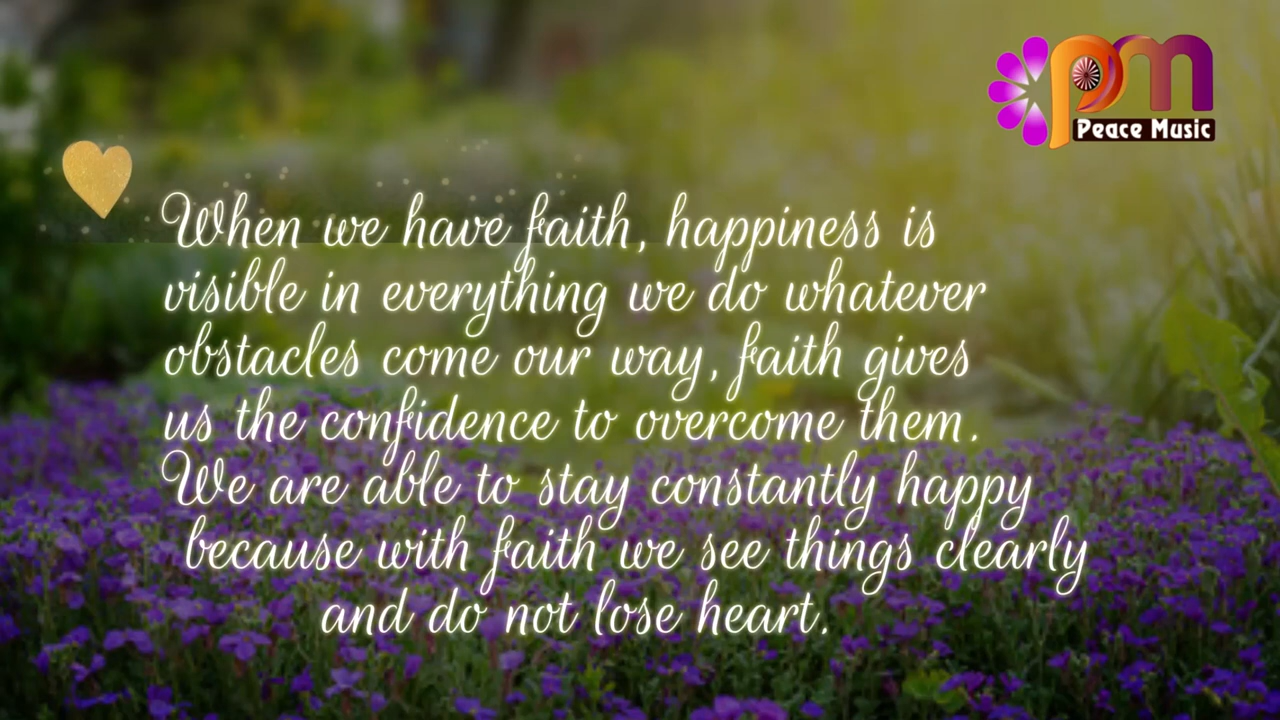 pm
Peace Music
When we have faith, happiness is
visible in everything we do whatever
obstacles come our way, faith gives
us the confidence to overcome them.
We are able to stay constantly happy
because with faith we see things clearly
and do not lose heart.